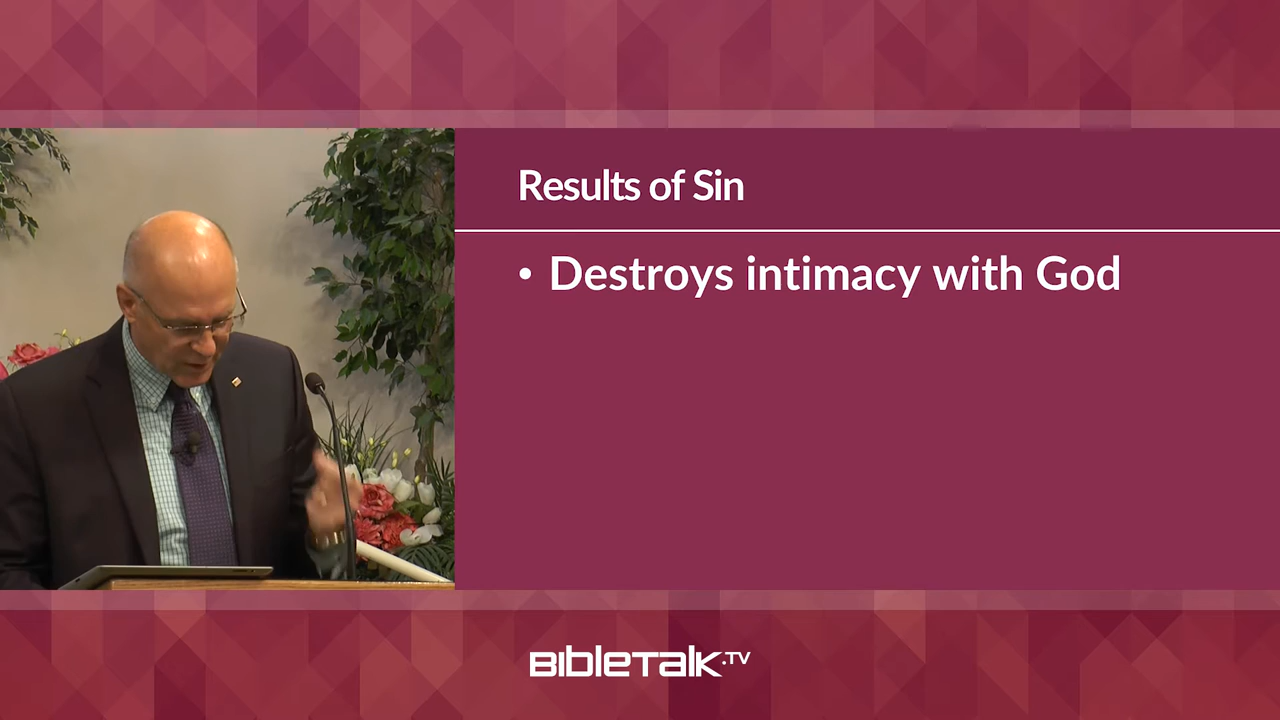 Results of Sin
• Destroys intimacy with God
BIBLETALK.TV